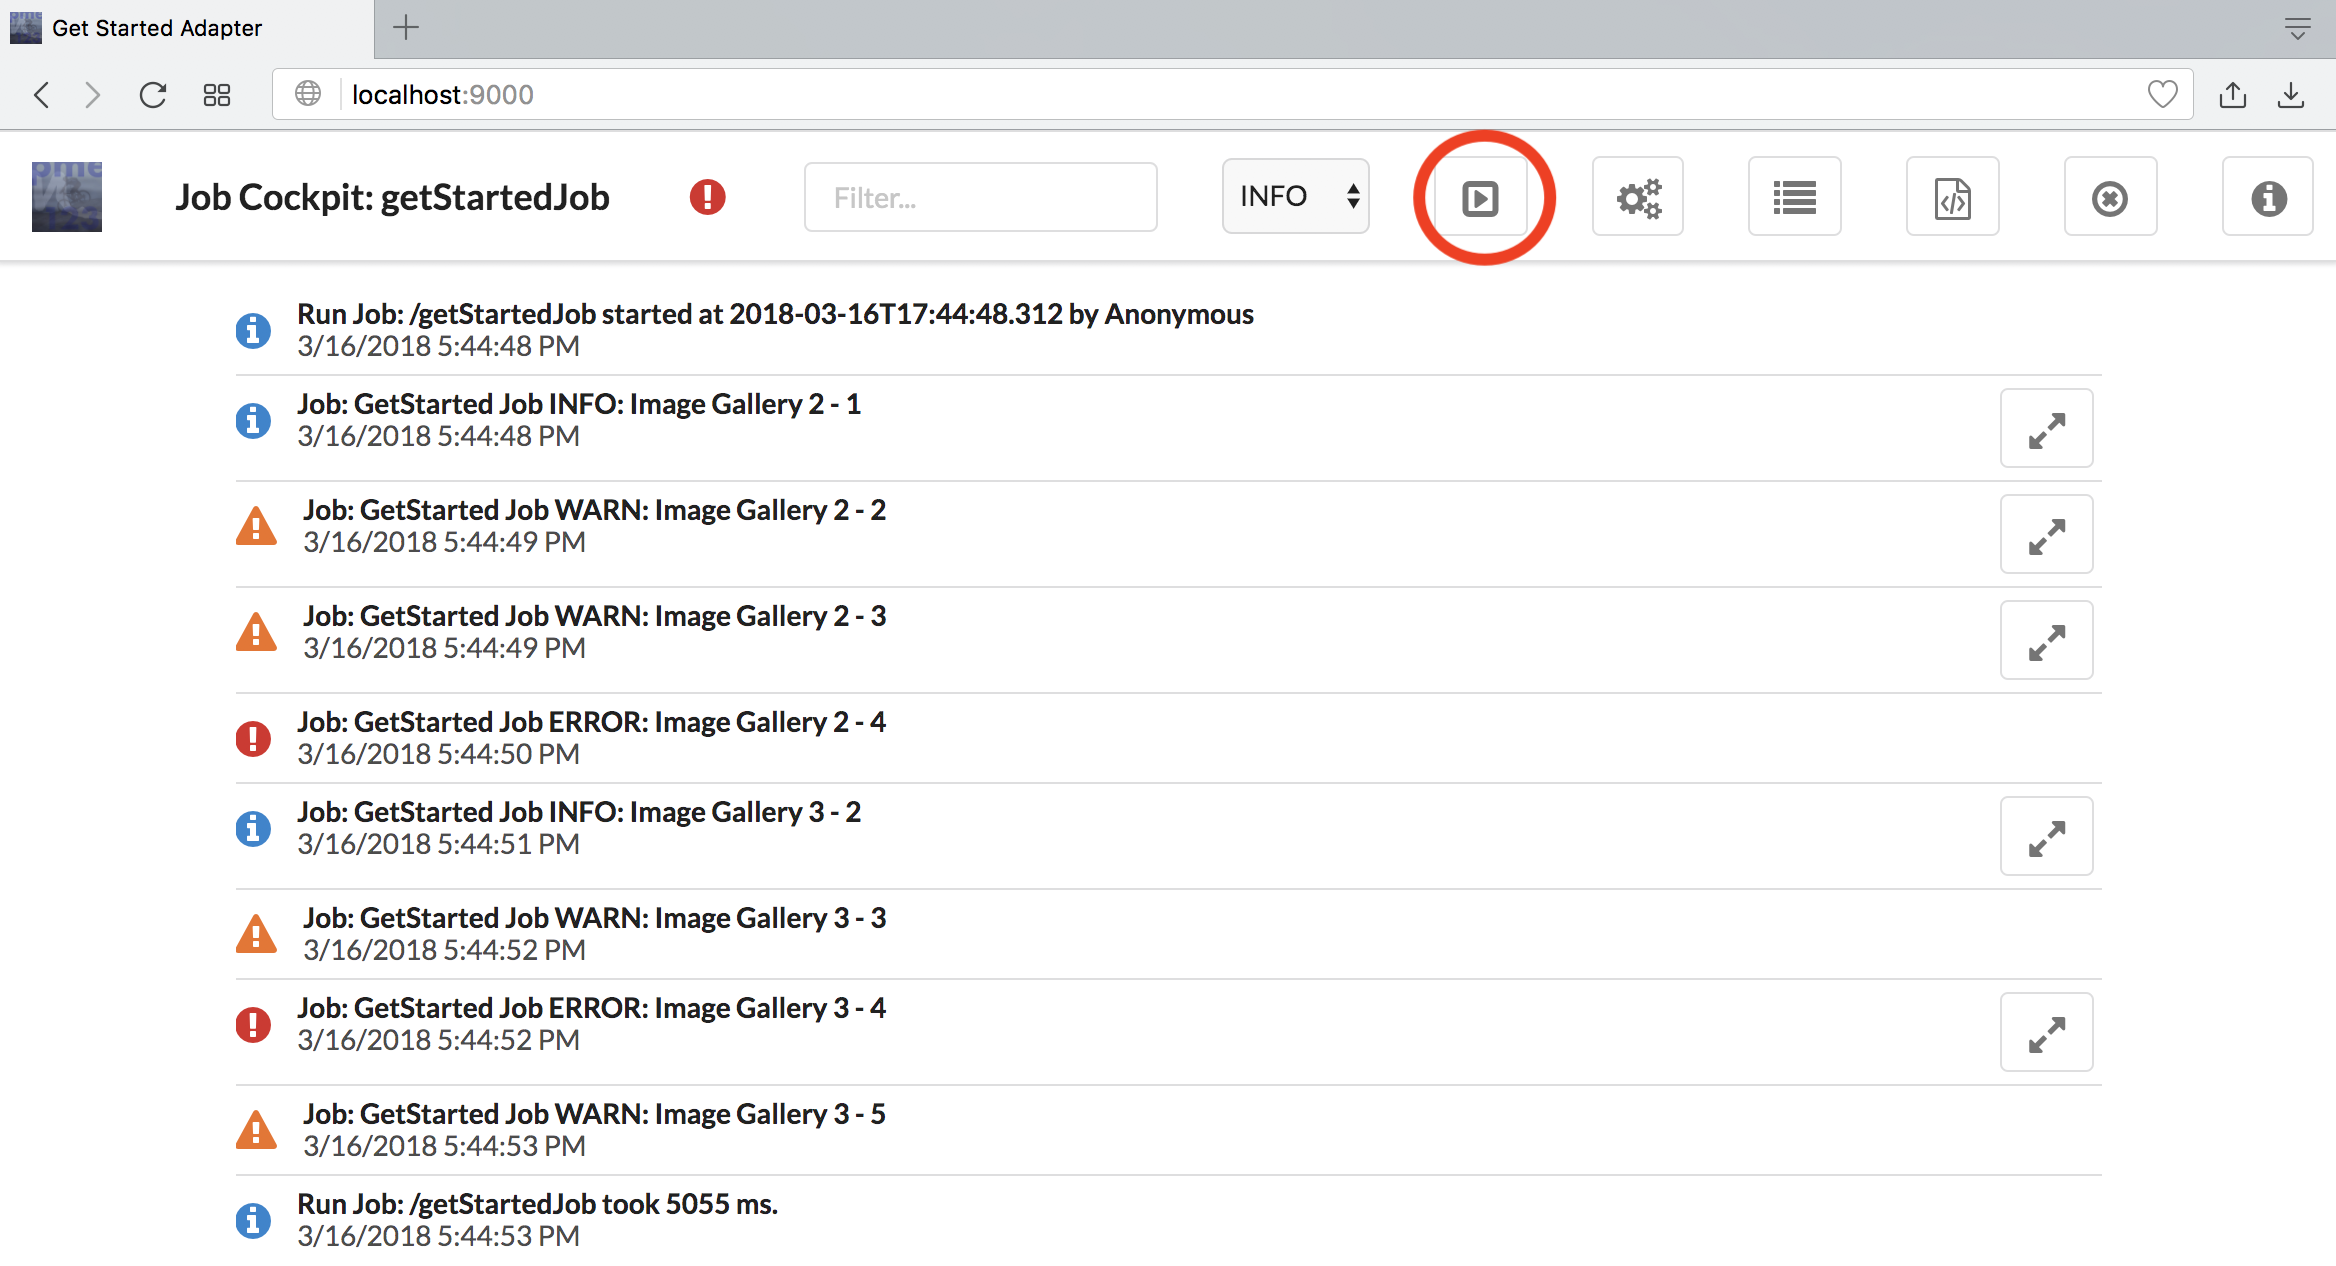 Get Started Adapter
localhost:9000
Job Cockpit: getStartedJob
Filter...
INFO
Run Job: /getStartedJob started at 2018-03-16T17:44:48.312 by Anonymous
3/16/2018 5:44:48 PM
Job: GetStarted Job INFO: Image Gallery 2 - 1
3/16/2018 5:44:48 PM
Job: GetStarted Job WARN: Image Gallery 2 - 2
3/16/2018 5:44:49 PM
Job: GetStarted Job WARN: Image Gallery 2 - 3
3/16/2018 5:44:49 PM
Job: GetStarted Job ERROR: Image Gallery 2 - 4
3/16/2018 5:44:50 PM
Job: GetStarted Job INFO: Image Gallery 3 - 2
3/16/2018 5:44:51 PM
Job: GetStarted Job WARN: Image Gallery 3 - 3
3/16/2018 5:44:52 PM
Job: GetStarted Job ERROR: Image Gallery 3 - 4
3/16/2018 5:44:52 PM
Job: GetStarted Job WARN: Image Gallery 3 - 5
3/16/2018 5:44:53 PM
Run Job: /getStartedJob took 5055 ms.
3/16/2018 5:44:53 PM